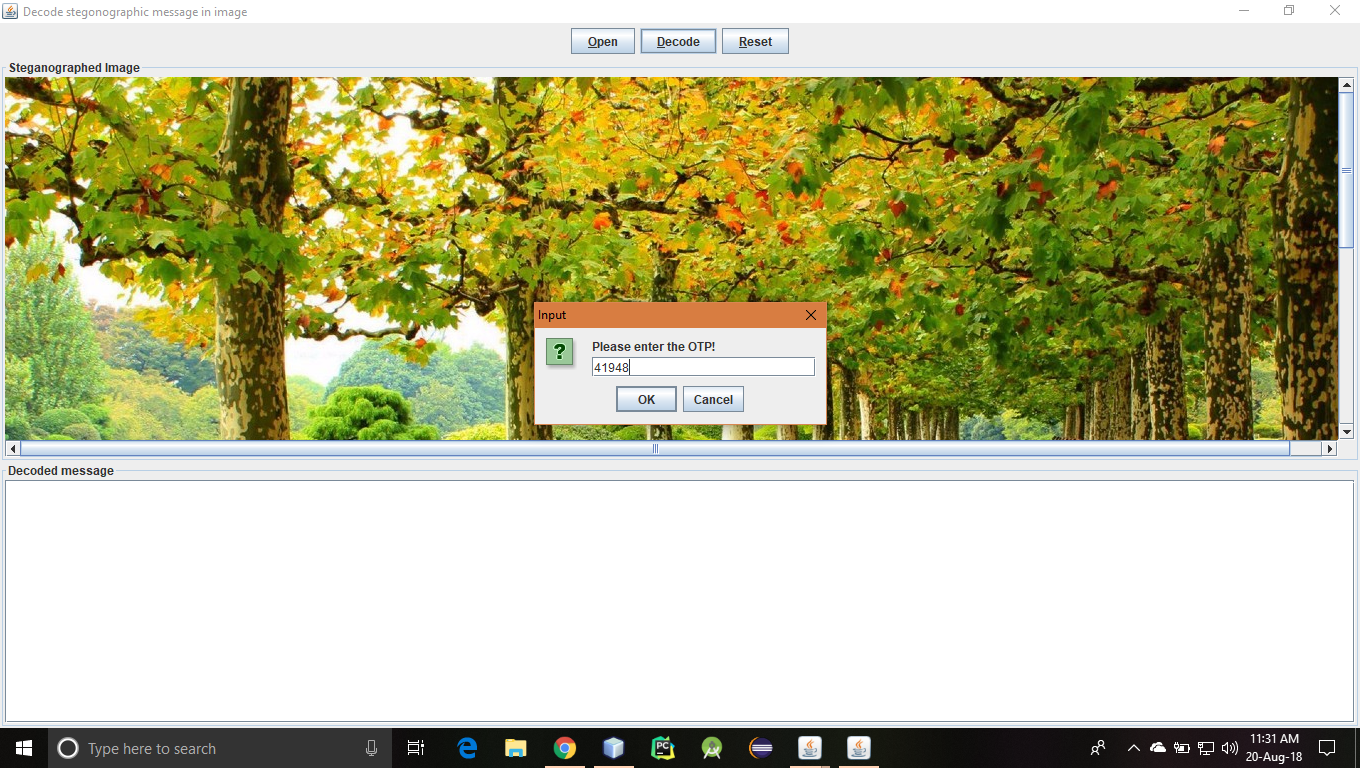 Decode stegonographic message in image
Open Decode Reset
Steganographed Image
Input
?
Please enter the OTP!
41948
OK Cancel
Decoded message
Type here to search
PC
11:31 AM
20-Aug-18